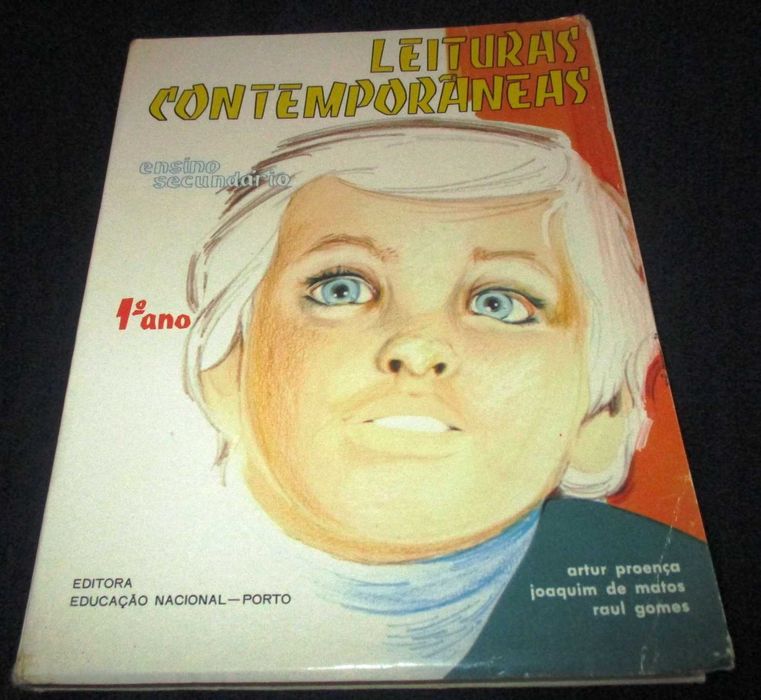 LEITURAS
CONTEMPORÂNEAS
ensino
secundário
1º ano
EDITORA
EDUCAÇÃO NACIONAL—PORTO
artur proença
joaquim de matos
raul gomes